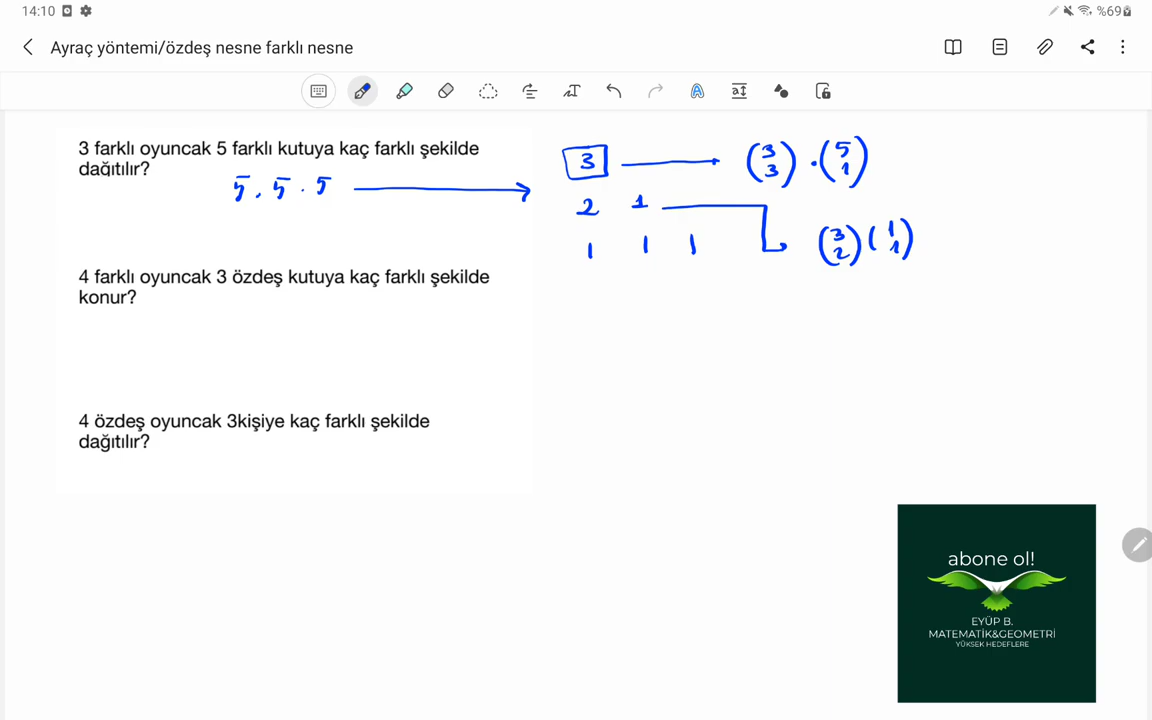 14:10 %69
Ayraç yöntemi/özdeş nesne farklı nesne
3 farklı oyuncak 5 farklı kutuya kaç farklı şekilde
dağıtılır?
5 . 5 . 5
3 (3 3) . (5 1)
2 1 (3 2) (1 1)
1 1 1
4 farklı oyuncak 3 özdeş kutuya kaç farklı şekilde
konur?
4 özdeş oyuncak 3kişiye kaç farklı şekilde
dağıtılır?
abone ol!
EYÜP B.
MATEMATİK&GEOMETRİ
YÜKSEK HEDEFLERE